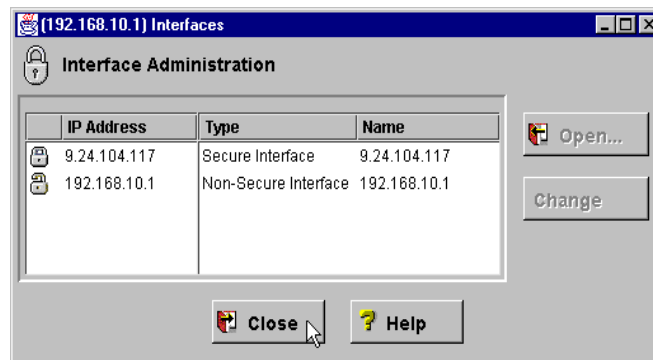 (192.168.10.1) Interfaces
Interface Administration
IP Address Type Name
9.24.104.117 Secure Interface 9.24.104.117
192.168.10.1 Non-Secure Interface 192.168.10.1
Open...
Change
Close
Help